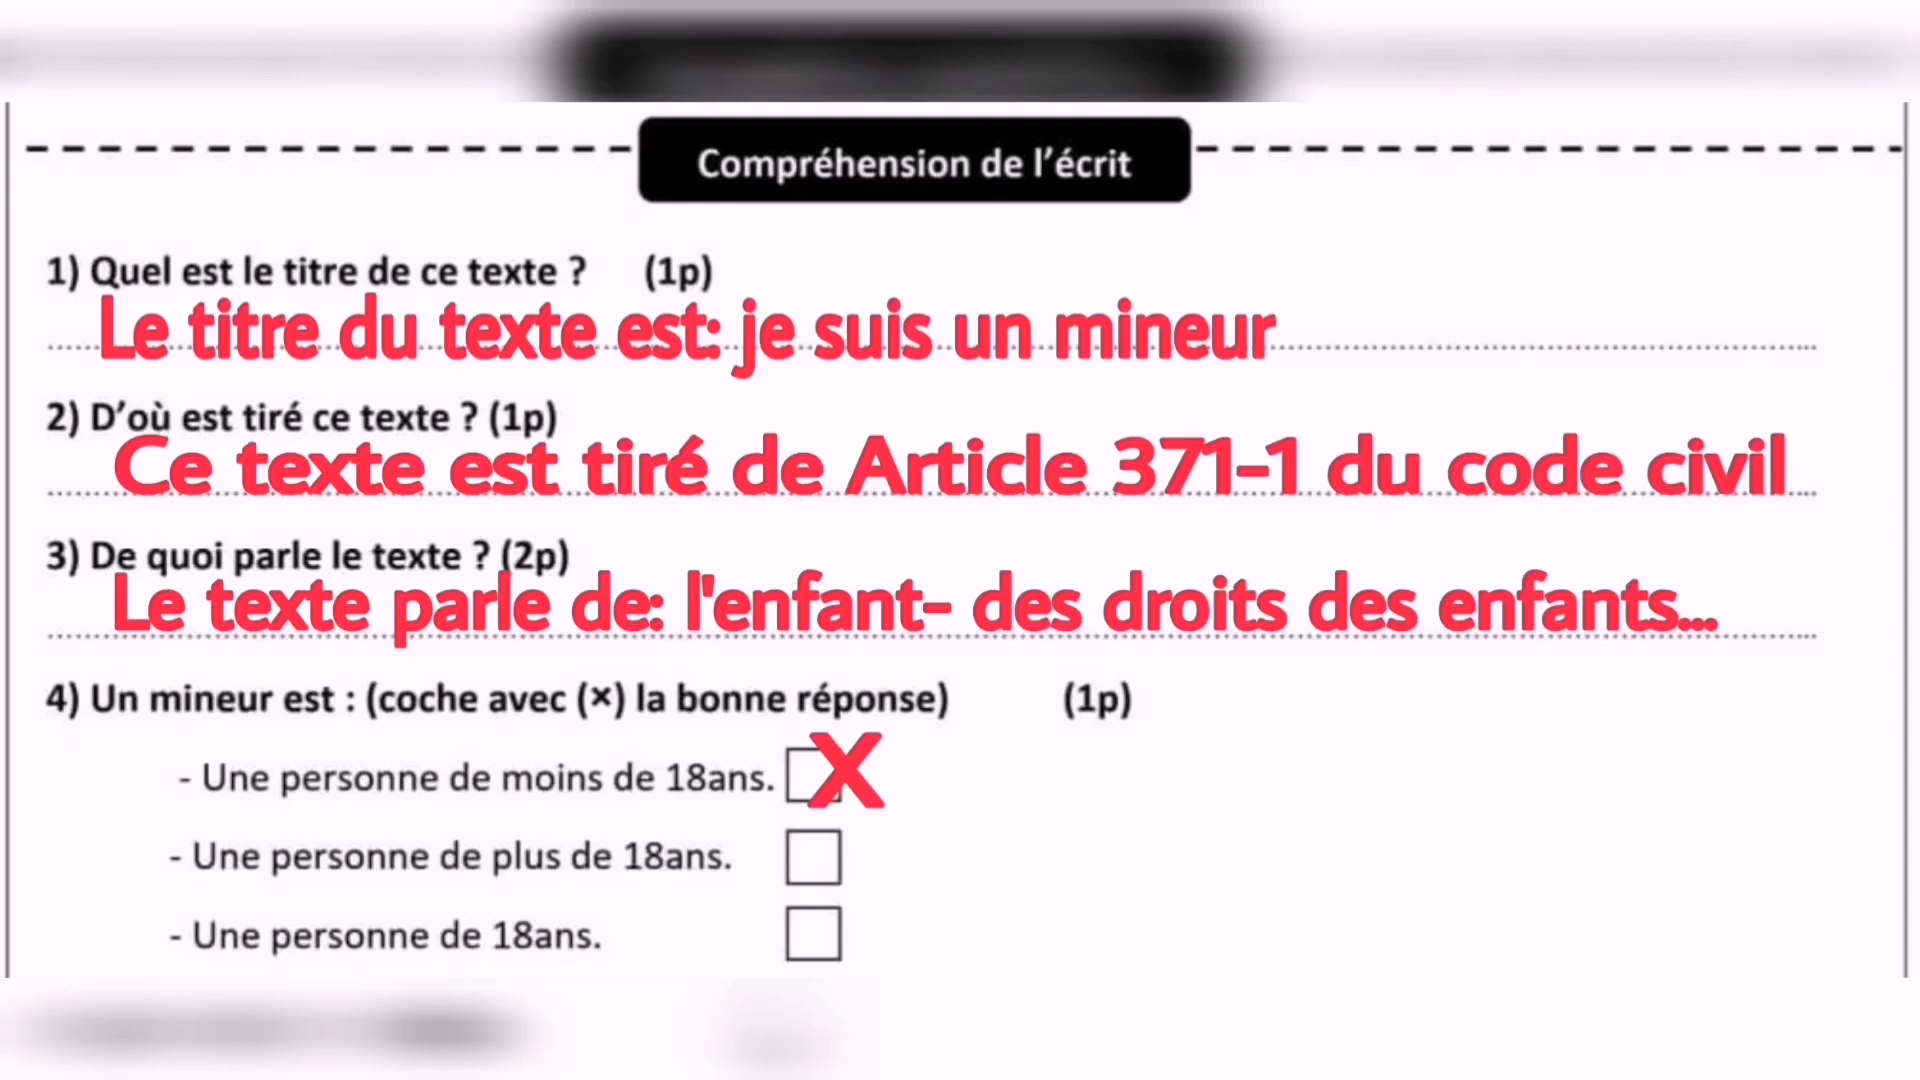 Compréhension de l’écrit
1) Quel est le titre de ce texte ? (1p)
Le titre du texte est: je suis un mineur
2) D’où est tiré ce texte ? (1p)
Ce texte est tiré de Article 371-1 du code civil
3) De quoi parle le texte ? (2p)
Le texte parle de: l'enfant- des droits des enfants...
4) Un mineur est : (coche avec (×) la bonne réponse) (1p)
- Une personne de moins de 18ans. X
- Une personne de plus de 18ans.
- Une personne de 18ans.